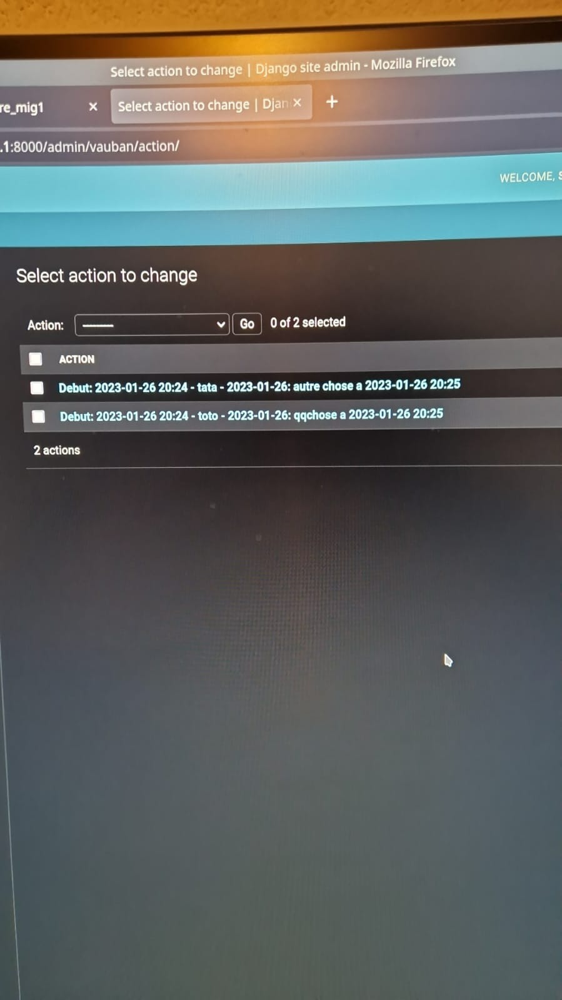 Select action to change | Django site admin - Mozilla Firefox
re_mig1 × Select action to change | Djan × +
.1:8000/admin/vauban/action/
WELCOME, S
Select action to change
Action: --------- Go 0 of 2 selected
ACTION
Debut: 2023-01-26 20:24 - tata - 2023-01-26: autre chose a 2023-01-26 20:25
Debut: 2023-01-26 20:24 - toto - 2023-01-26: qqchose a 2023-01-26 20:25
2 actions